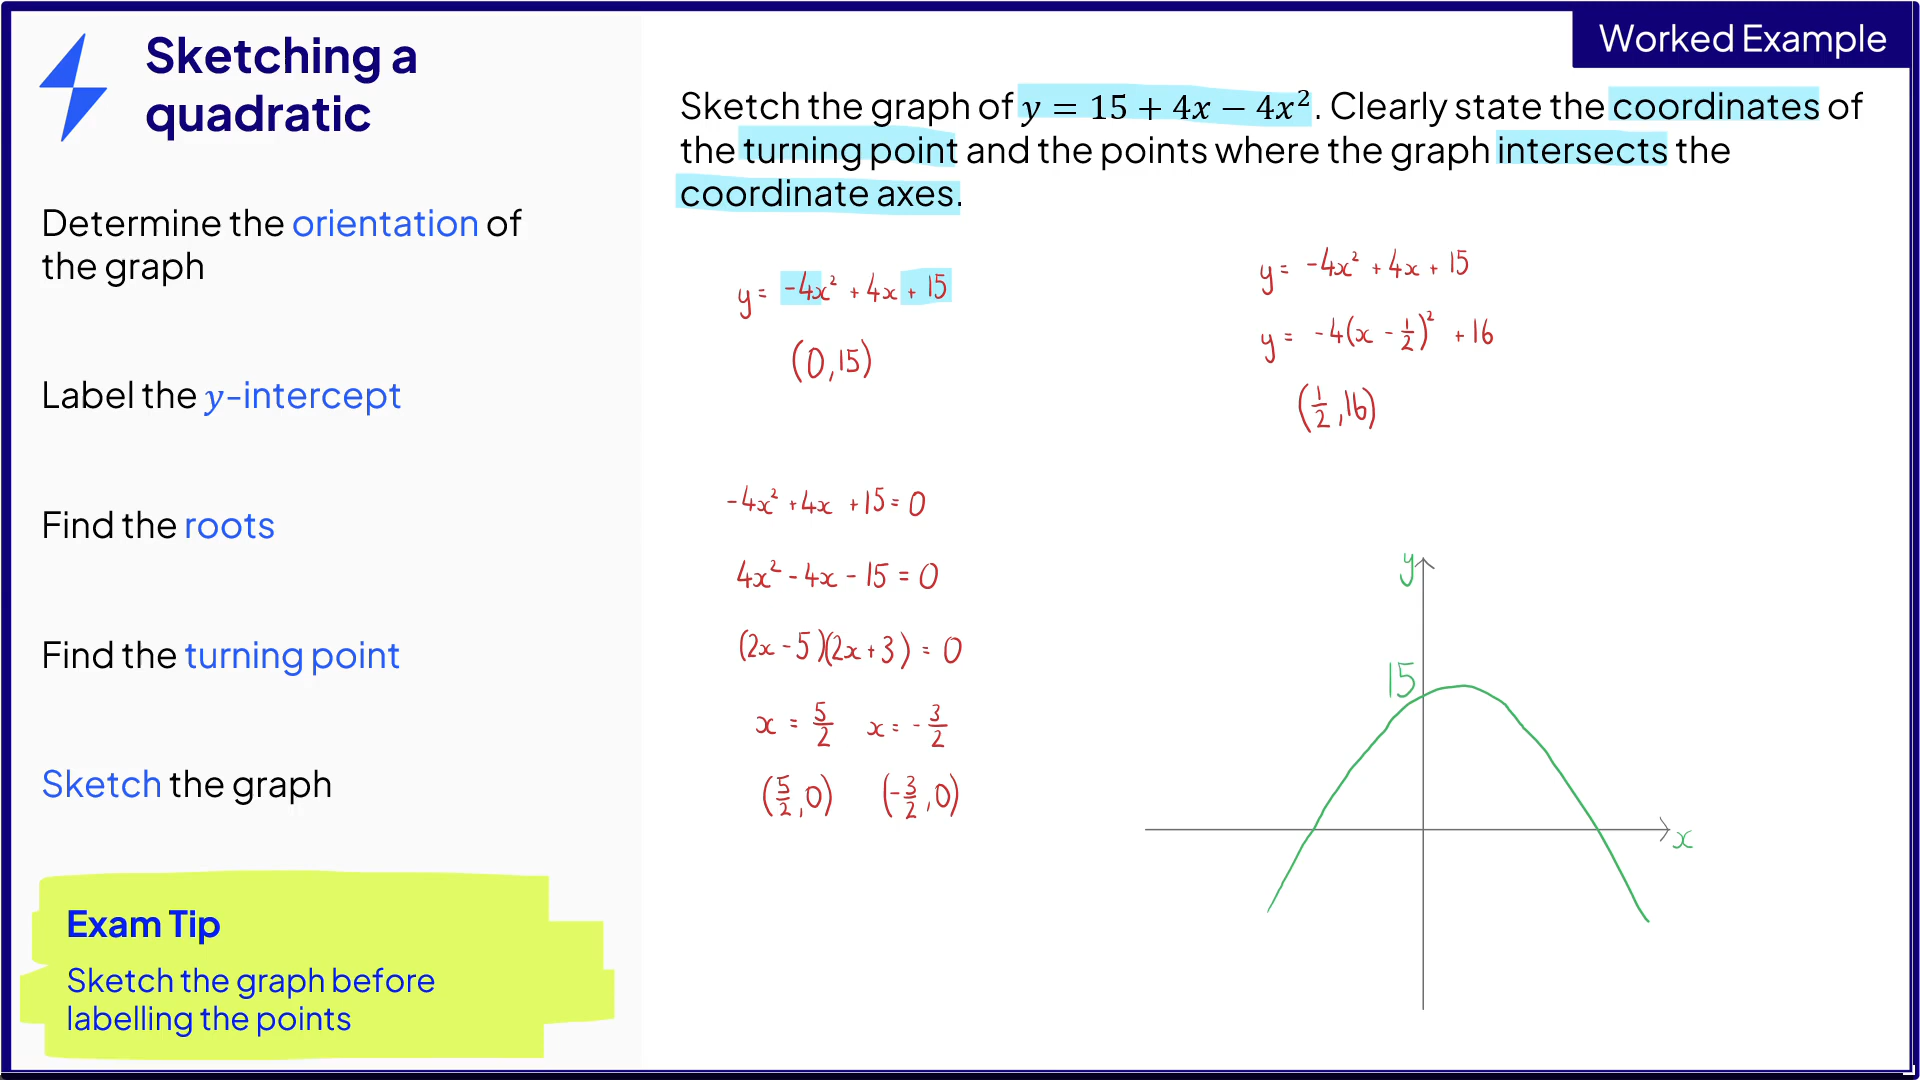 Worked Example
Sketching a
quadratic
Determine the orientation of
the graph
Label the y-intercept
Find the roots
Find the turning point
Sketch the graph
Exam Tip
Sketch the graph before
labelling the points
Sketch the graph of y = 15 + 4x − 4x². Clearly state the coordinates of
the turning point and the points where the graph intersects the
coordinate axes.
y = -4x² + 4x + 15
(0, 15)
-4x² + 4x + 15 = 0
4x² - 4x - 15 = 0
(2x - 5)(2x + 3) = 0
x = 5/2 x = -3/2
(5/2, 0) (-3/2, 0)
y = -4x² + 4x + 15
y = -4(x - 1/2)² + 16
(1/2, 16)
y
15
x